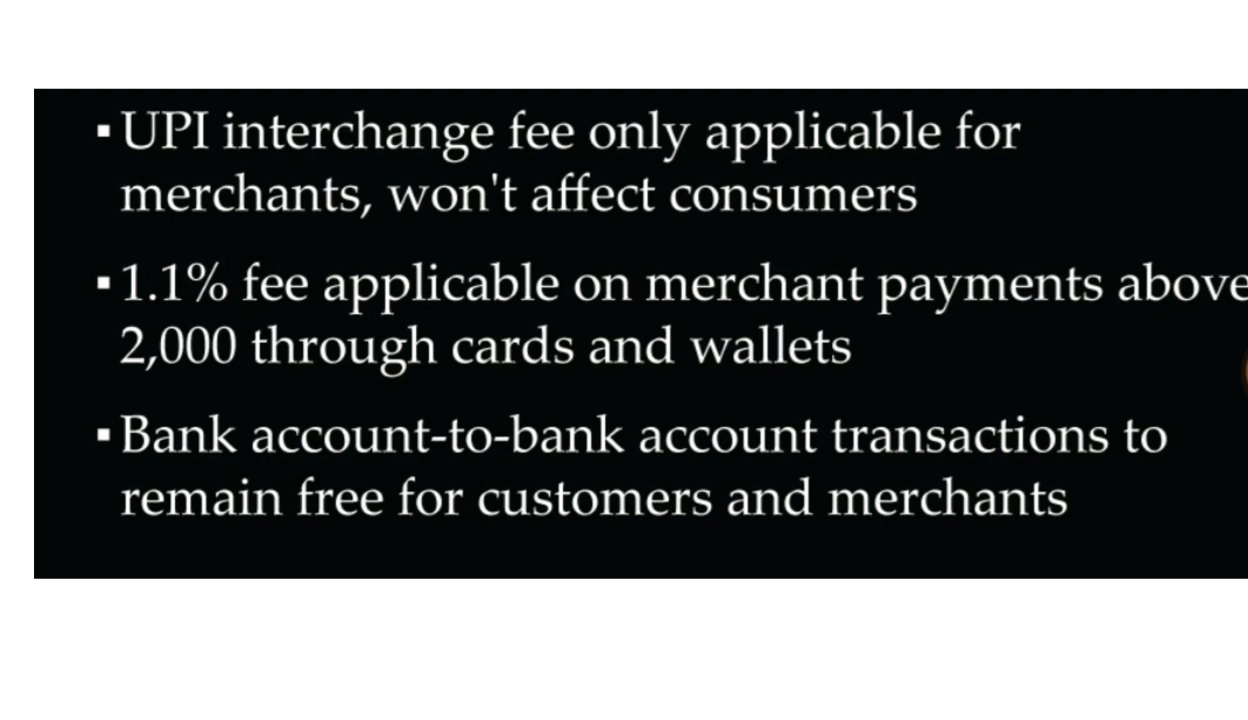 ▪UPI interchange fee only applicable for
merchants, won't affect consumers
▪1.1% fee applicable on merchant payments above
2,000 through cards and wallets
▪Bank account-to-bank account transactions to
remain free for customers and merchants